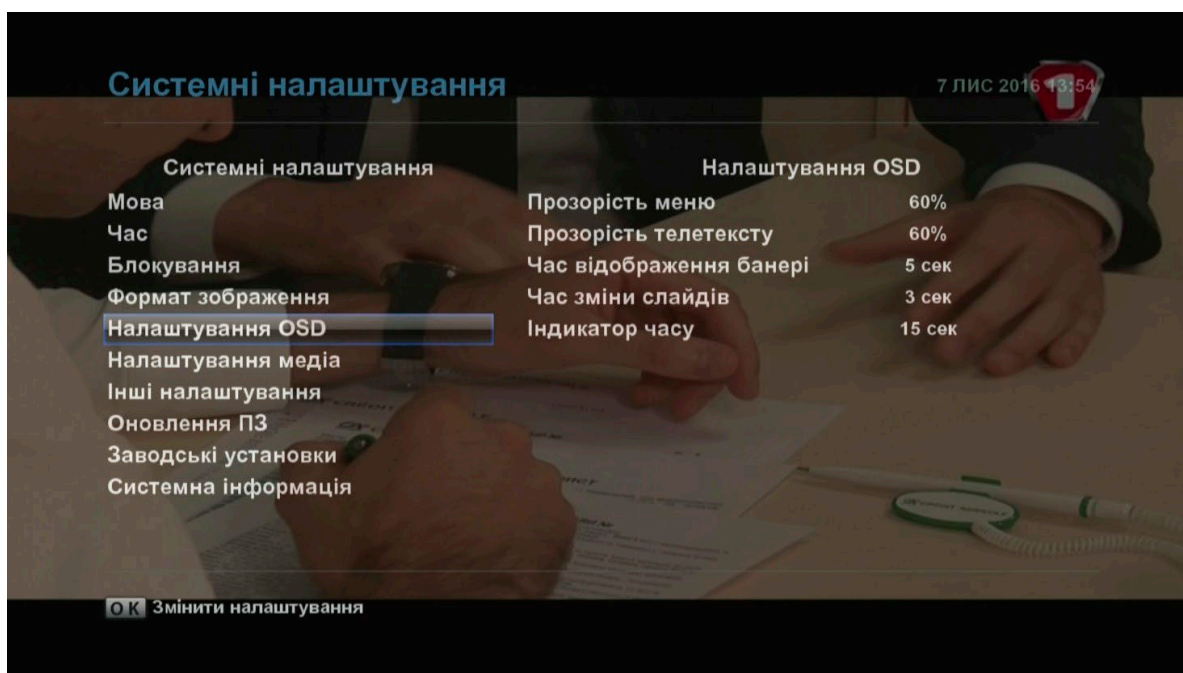 Системні налаштування
7 ЛИС 2016 13:54
1
Системні налаштування
Мова
Час
Блокування
Формат зображення
Налаштування OSD
Налаштування медіа
Інші налаштування
Оновлення ПЗ
Заводські установки
Системна інформація
Налаштування OSD
Прозорість меню 60%
Прозорість телетексту 60%
Час відображення банері 5 сек
Час зміни слайдів 3 сек
Індикатор часу 15 сек
OK Змінити налаштування